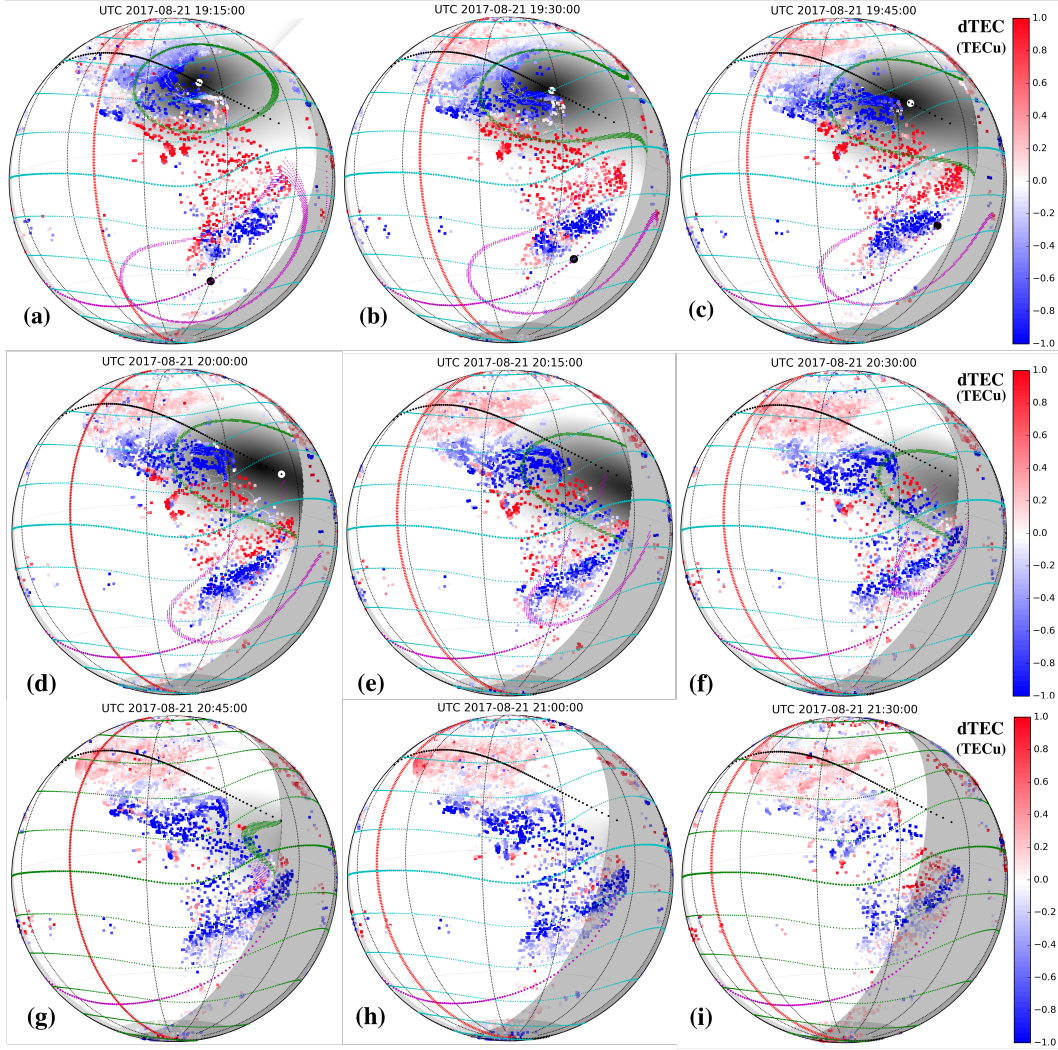 UTC 2017-08-21 19:15:00
UTC 2017-08-21 19:30:00
UTC 2017-08-21 19:45:00
dTEC
(TECu)
1.0
0.8
0.6
0.4
0.2
0.0
−0.2
−0.4
−0.6
−0.8
−1.0
(a)
(b)
(c)
UTC 2017-08-21 20:00:00
UTC 2017-08-21 20:15:00
UTC 2017-08-21 20:30:00
dTEC
(TECu)
1.0
0.8
0.6
0.4
0.2
0.0
−0.2
−0.4
−0.6
−0.8
−1.0
(d)
(e)
(f)
UTC 2017-08-21 20:45:00
UTC 2017-08-21 21:00:00
UTC 2017-08-21 21:30:00
dTEC
(TECu)
1.0
0.8
0.6
0.4
0.2
0.0
−0.2
−0.4
−0.6
−0.8
−1.0
(g)
(h)
(i)